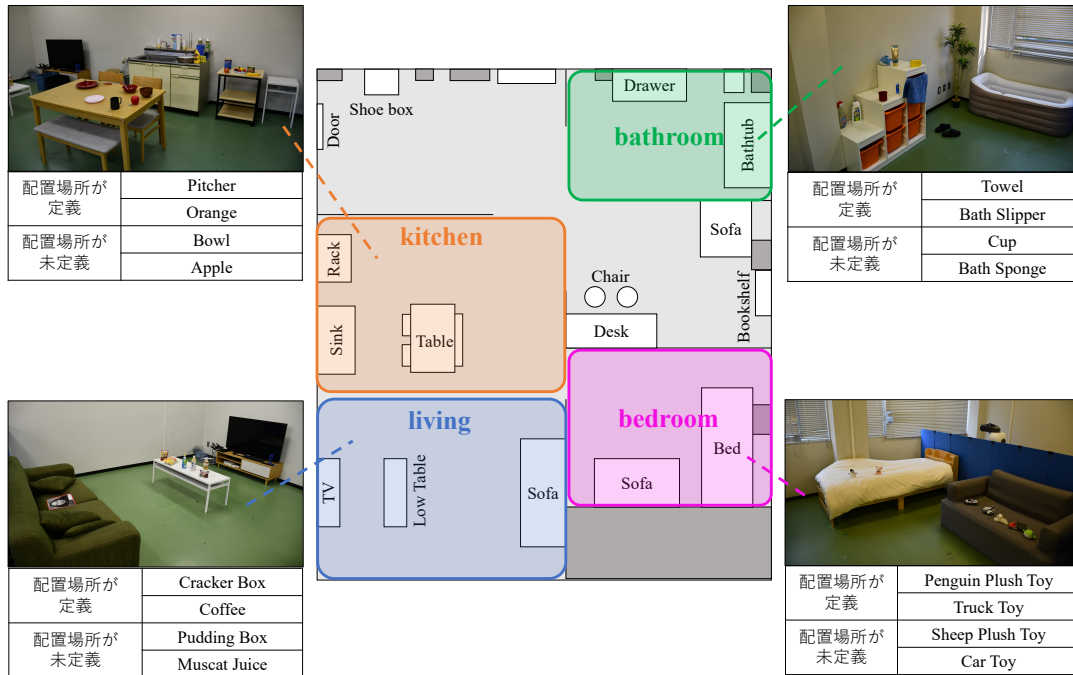 Shoe box
Door
Drawer
bathroom
Bathtub
kitchen
Rack
Sink
Table
Sofa
Chair
Desk
Bookshelf
living
TV
Low Table
Sofa
bedroom
Sofa
Bed
配置場所が
定義
Pitcher
Orange
配置場所が
未定義
Bowl
Apple
配置場所が
定義
Towel
Bath Slipper
配置場所が
未定義
Cup
Bath Sponge
配置場所が
定義
Cracker Box
Coffee
配置場所が
未定義
Pudding Box
Muscat Juice
配置場所が
定義
Penguin Plush Toy
Truck Toy
配置場所が
未定義
Sheep Plush Toy
Car Toy